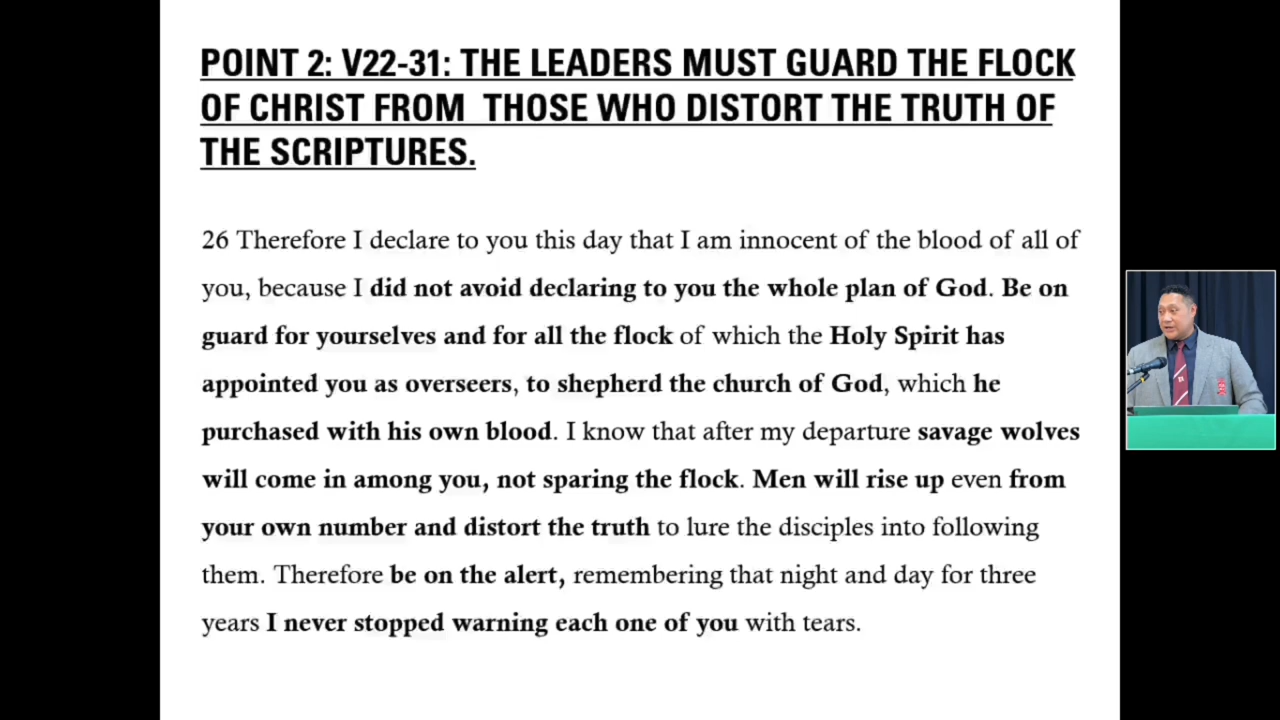 POINT 2: V22-31: THE LEADERS MUST GUARD THE FLOCK
OF CHRIST FROM  THOSE WHO DISTORT THE TRUTH OF
THE SCRIPTURES.
26 Therefore I declare to you this day that I am innocent of the blood of all of
you, because I did not avoid declaring to you the whole plan of God. Be on
guard for yourselves and for all the flock of which the Holy Spirit has
appointed you as overseers, to shepherd the church of God, which he
purchased with his own blood. I know that after my departure savage wolves
will come in among you, not sparing the flock. Men will rise up even from
your own number and distort the truth to lure the disciples into following
them. Therefore be on the alert, remembering that night and day for three
years I never stopped warning each one of you with tears.